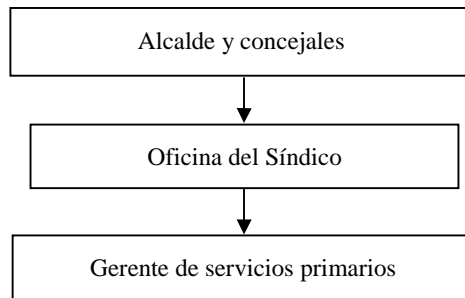 Alcalde y concejales
Oficina del Síndico
Gerente de servicios primarios